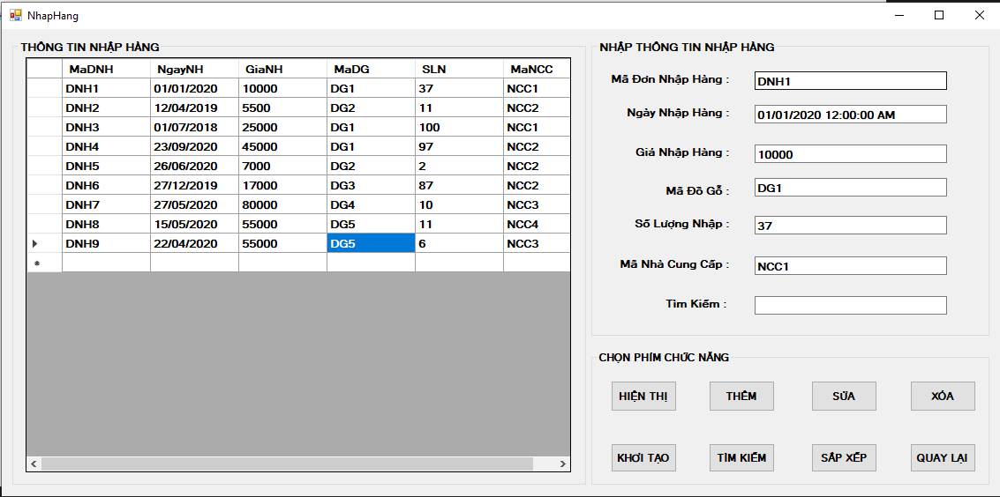 NhapHang
THÔNG TIN NHẬP HÀNG
MaDNH NgayNH GiaNH MaDG SLN MaNCC
DNH1 01/01/2020 10000 DG1 37 NCC1
DNH2 12/04/2019 5500 DG2 11 NCC2
DNH3 01/07/2018 25000 DG1 100 NCC1
DNH4 23/09/2020 45000 DG1 97 NCC2
DNH5 26/06/2020 7000 DG2 2 NCC2
DNH6 27/12/2019 17000 DG3 87 NCC2
DNH7 27/05/2020 80000 DG4 10 NCC3
DNH8 15/05/2020 55000 DG5 11 NCC4
DNH9 22/04/2020 55000 DG5 6 NCC3
NHẬP THÔNG TIN NHẬP HÀNG
Mã Đơn Nhập Hàng : DNH1
Ngày Nhập Hàng : 01/01/2020 12:00:00 AM
Giá Nhập Hàng : 10000
Mã Đồ Gỗ : DG1
Số Lượng Nhập : 37
Mã Nhà Cung Cấp : NCC1
Tìm Kiếm :
CHỌN PHÍM CHỨC NĂNG
HIỆN THỊ THÊM SỬA XÓA
KHƠI TẠO TÌM KIẾM SẮP XẾP QUAY LẠI